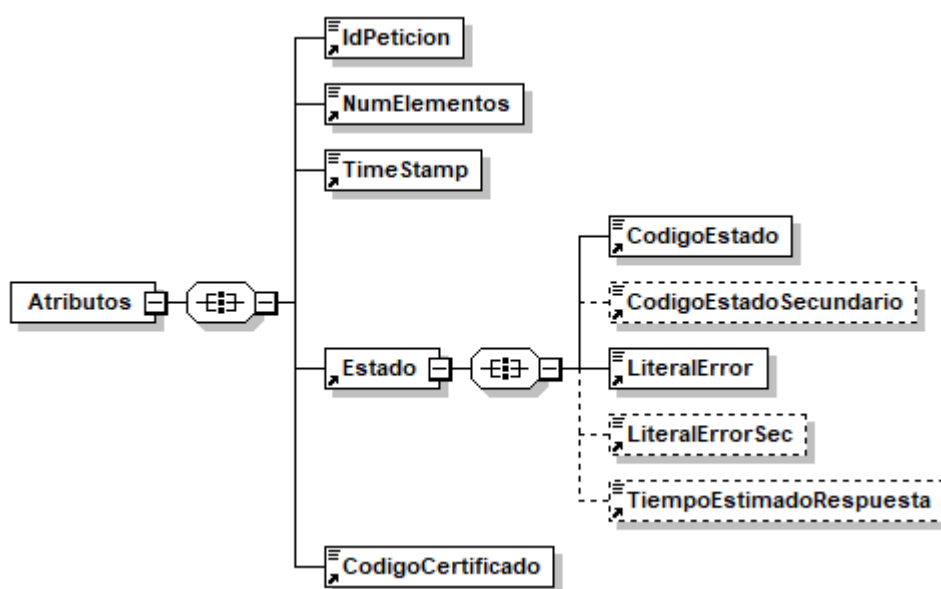 IdPeticion
NumElementos
TimeStamp
CodigoEstado
Atributos
CodigoEstadoSecundario
Estado
LiteralError
LiteralErrorSec
TiempoEstimadoRespuesta
CodigoCertificado